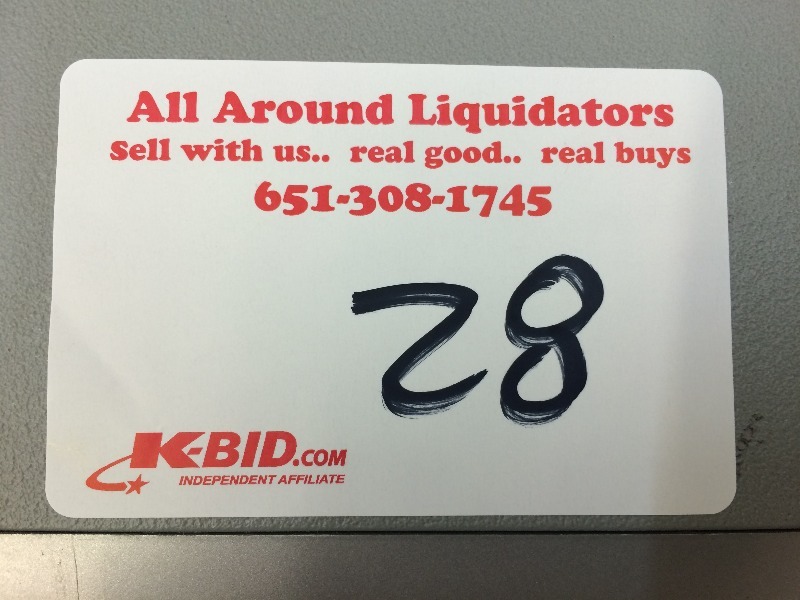 All Around Liquidators
Sell with us.. real good.. real buys
651-308-1745
28
K-BID.COM
INDEPENDENT AFFILIATE